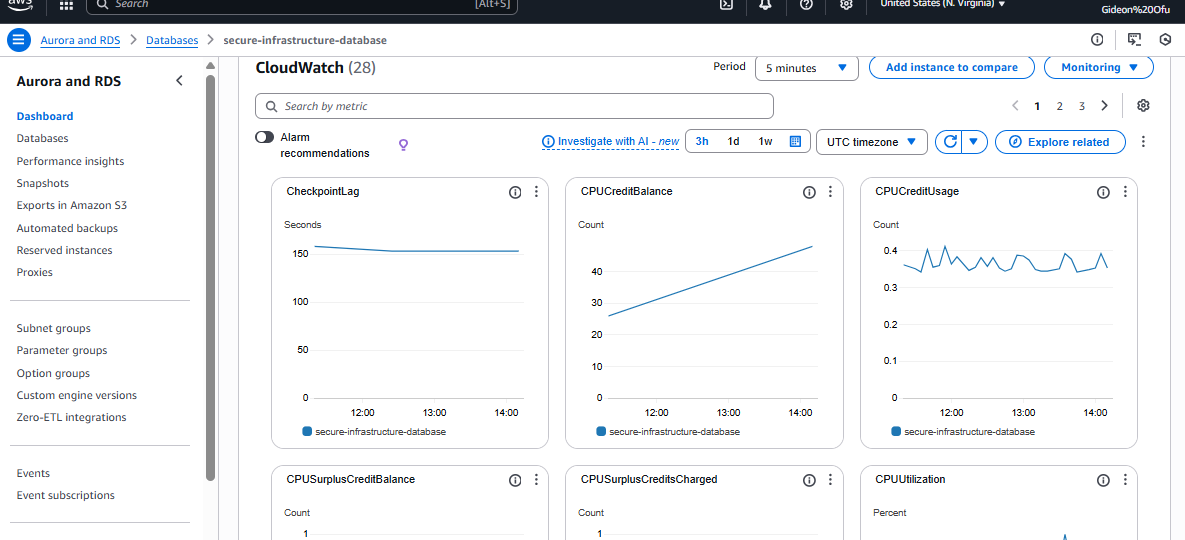 aws
Search [Alt+S]
United States (N. Virginia)
Gideon%20Ofu
Aurora and RDS > Databases > secure-infrastructure-database
Aurora and RDS
Dashboard
Databases
Performance insights
Snapshots
Exports in Amazon S3
Automated backups
Reserved instances
Proxies
Subnet groups
Parameter groups
Option groups
Custom engine versions
Zero-ETL integrations
Events
Event subscriptions
CloudWatch (28)
Period 5 minutes Add instance to compare Monitoring
Search by metric
1 2 3
Alarm
recommendations
Investigate with AI - new 3h 1d 1w UTC timezone Explore related
CheckpointLag
Seconds
150
100
50
0
12:00 13:00 14:00
secure-infrastructure-database
CPUCreditBalance
Count
40
30
20
10
0
12:00 13:00 14:00
secure-infrastructure-database
CPUCreditUsage
Count
0.4
0.3
0.2
0.1
0
12:00 13:00 14:00
secure-infrastructure-database
CPUSurplusCreditBalance
Count
1
CPUSurplusCreditsCharged
Count
1
CPUUtilization
Percent